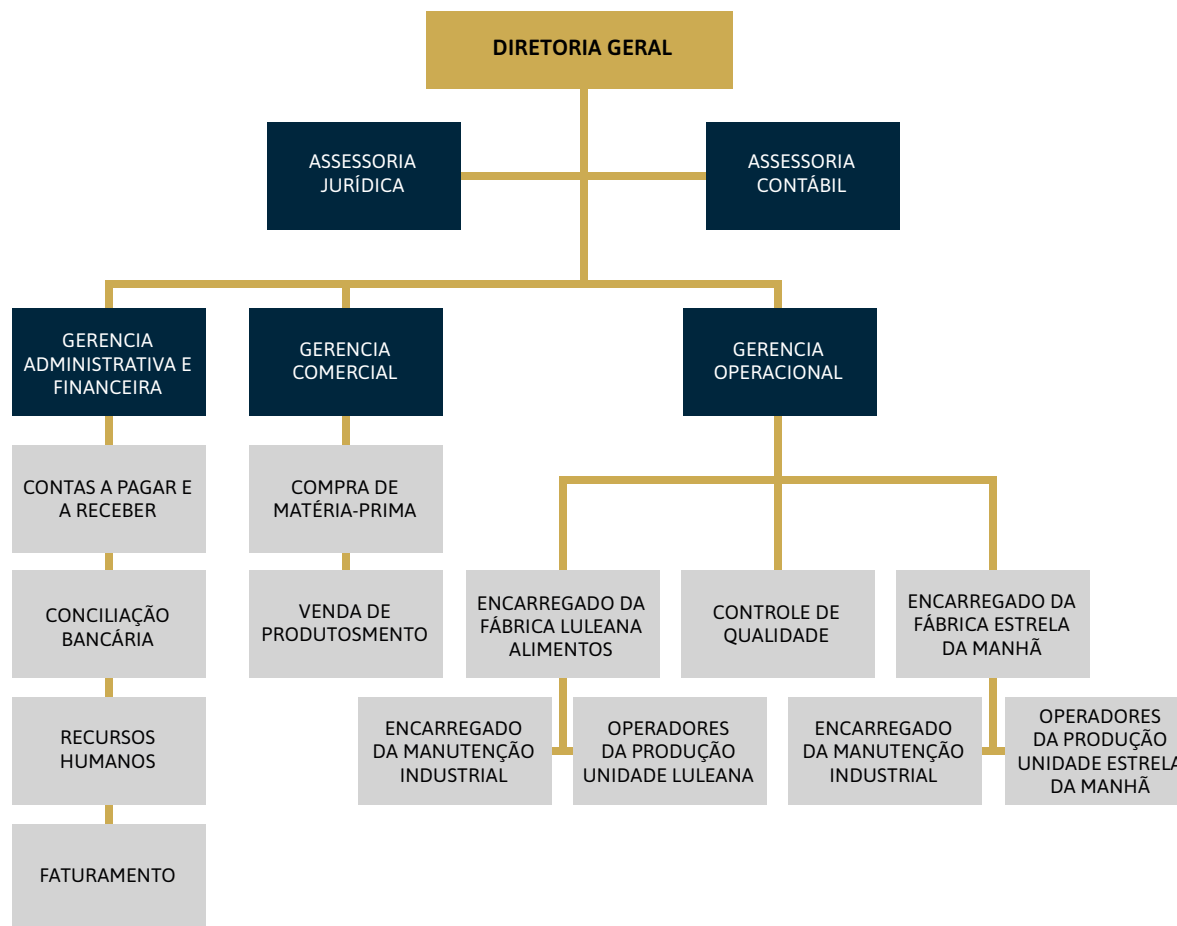 DIRETORIA GERAL
ASSESSORIA
JURÍDICA
ASSESSORIA
CONTÁBIL
GERENCIA
ADMINISTRATIVA E
FINANCEIRA
GERENCIA
COMERCIAL
GERENCIA
OPERACIONAL
CONTAS A PAGAR E
A RECEBER
COMPRA DE
MATÉRIA-PRIMA
CONCILIAÇÃO
BANCÁRIA
VENDA DE
PRODUTOSMENTO
ENCARREGADO DA
FÁBRICA LULEANA
ALIMENTOS
CONTROLE DE
QUALIDADE
ENCARREGADO DA
FÁBRICA ESTRELA
DA MANHÃ
RECURSOS
HUMANOS
ENCARREGADO
DA MANUTENÇÃO
INDUSTRIAL
OPERADORES
DA PRODUÇÃO
UNIDADE LULEANA
ENCARREGADO
DA MANUTENÇÃO
INDUSTRIAL
OPERADORES
DA PRODUÇÃO
UNIDADE ESTRELA
DA MANHÃ
FATURAMENTO